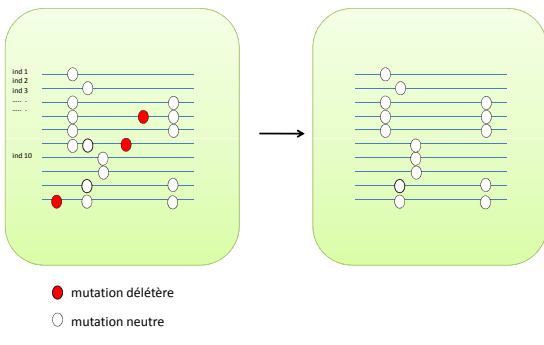 ind 1
ind 2
ind 3
..... .
..... .
ind 10
mutation délétère
mutation neutre